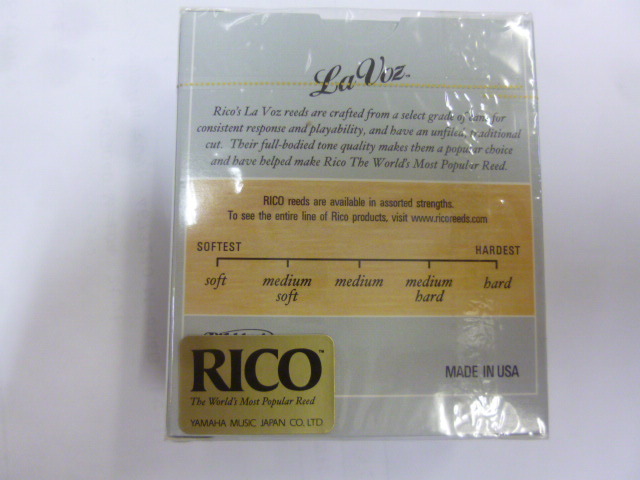 La Voz™
Rico's La Voz reeds are crafted from a select grade of cane for
consistent response and playability, and have an unfiled, traditional
cut. Their full-bodied tone quality makes them a popular choice
and have helped make Rico The World's Most Popular Reed.
RICO reeds are available in assorted strengths.
To see the entire line of Rico products, visit www.ricoreeds.com
SOFTEST HARDEST
soft medium soft medium medium hard hard
MADE IN USA
RICO™
The World's Most Popular Reed
YAMAHA MUSIC JAPAN CO., LTD.